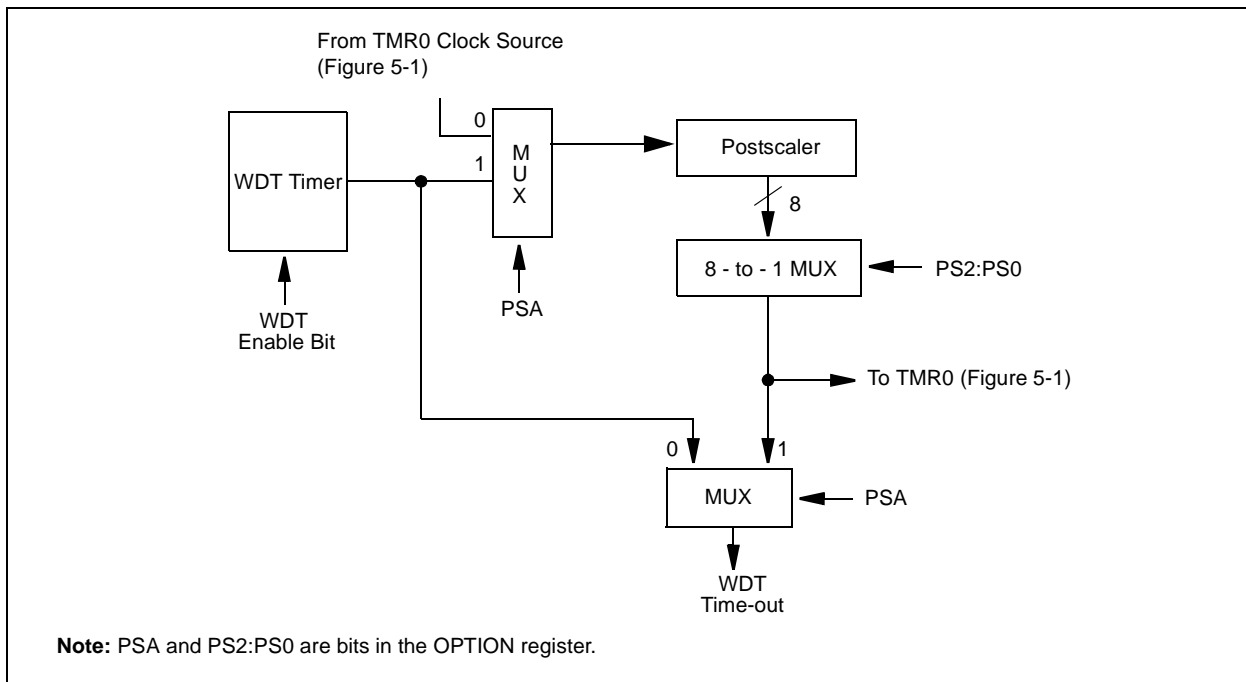 From TMR0 Clock Source
(Figure 5-1)
0
1
M
U
X
WDT Timer
Postscaler
8
8 - to - 1 MUX
PS2:PS0
PSA
WDT
Enable Bit
To TMR0 (Figure 5-1)
0
1
MUX
PSA
WDT
Time-out
Note: PSA and PS2:PS0 are bits in the OPTION register.